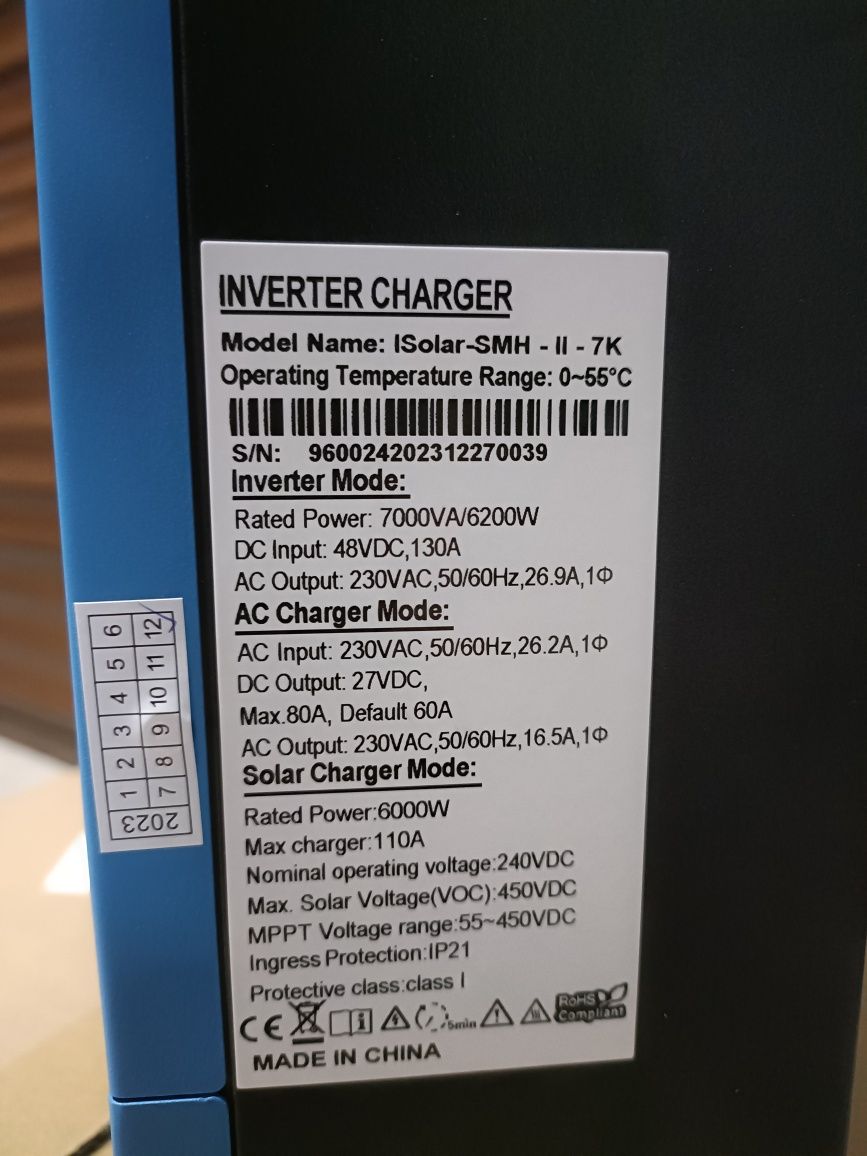 INVERTER CHARGER
Model Name: ISolar-SMH - II - 7K
Operating Temperature Range: 0~55°C
S/N: 960024202312270039
Inverter Mode:
Rated Power: 7000VA/6200W
DC Input: 48VDC,130A
AC Output: 230VAC,50/60Hz,26.9A,1Φ
AC Charger Mode:
AC Input: 230VAC,50/60Hz,26.2A,1Φ
DC Output: 27VDC,
Max.80A, Default 60A
AC Output: 230VAC,50/60Hz,16.5A,1Φ
Solar Charger Mode:
Rated Power:6000W
Max charger:110A
Nominal operating voltage:240VDC
Max. Solar Voltage(VOC):450VDC
MPPT Voltage range:55~450VDC
Ingress Protection:IP21
Protective class:class I
CE 5min RoHS
Compliant
MADE IN CHINA
1 2 3 4 5 6
7 8 9 10 11 12
2023